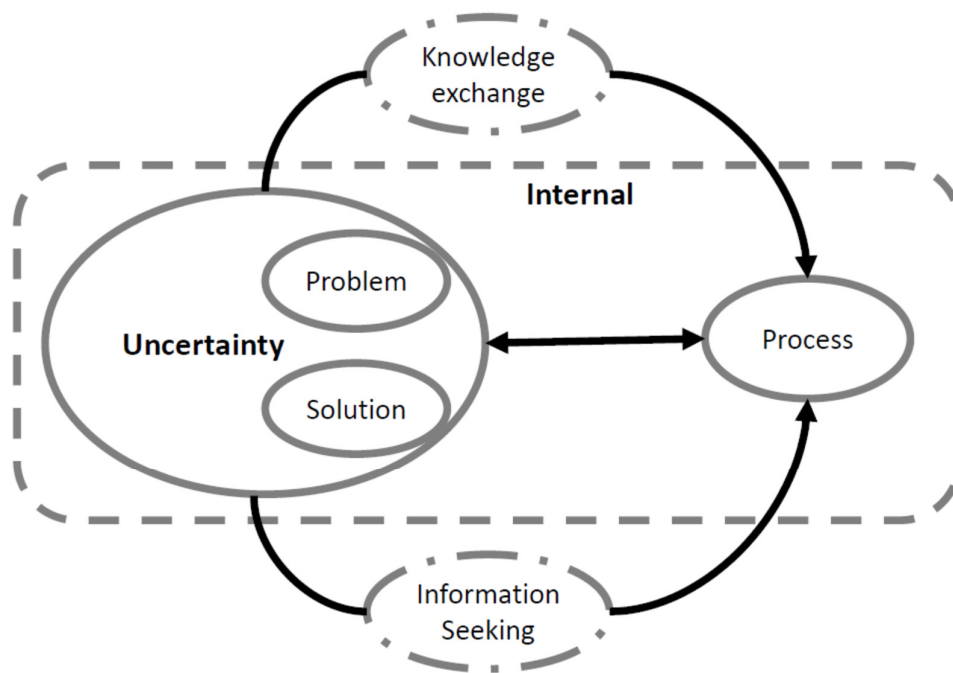 Knowledge
exchange
Internal
Problem
Uncertainty
Process
Solution
Information
Seeking